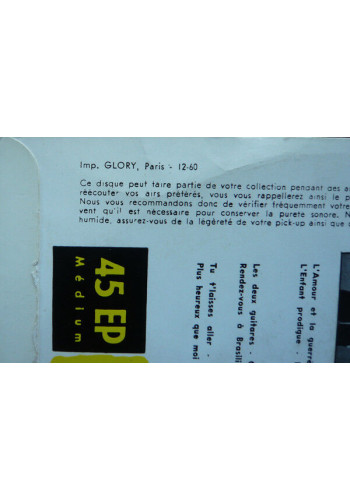 Imp. GLORY, Paris - 12-60
Ce disque peut faire partie de votre collection pendant des
réécouter vos airs préférés, vous vous rappellerez ainsi le
Nous vous recommandons donc de vérifier fréquemment votre
vent qu'il est nécessaire pour conserver la pureté sonore.
humide, assurez-vous de la légèreté de votre pick-up ainsi que
45 EP
Médium
L'Amour et la guerre
L'Enfant prodigue -
Les deux guitares -
Rendez-vous à Brasili
Tu t'laisses aller -
Plus heureux que moi